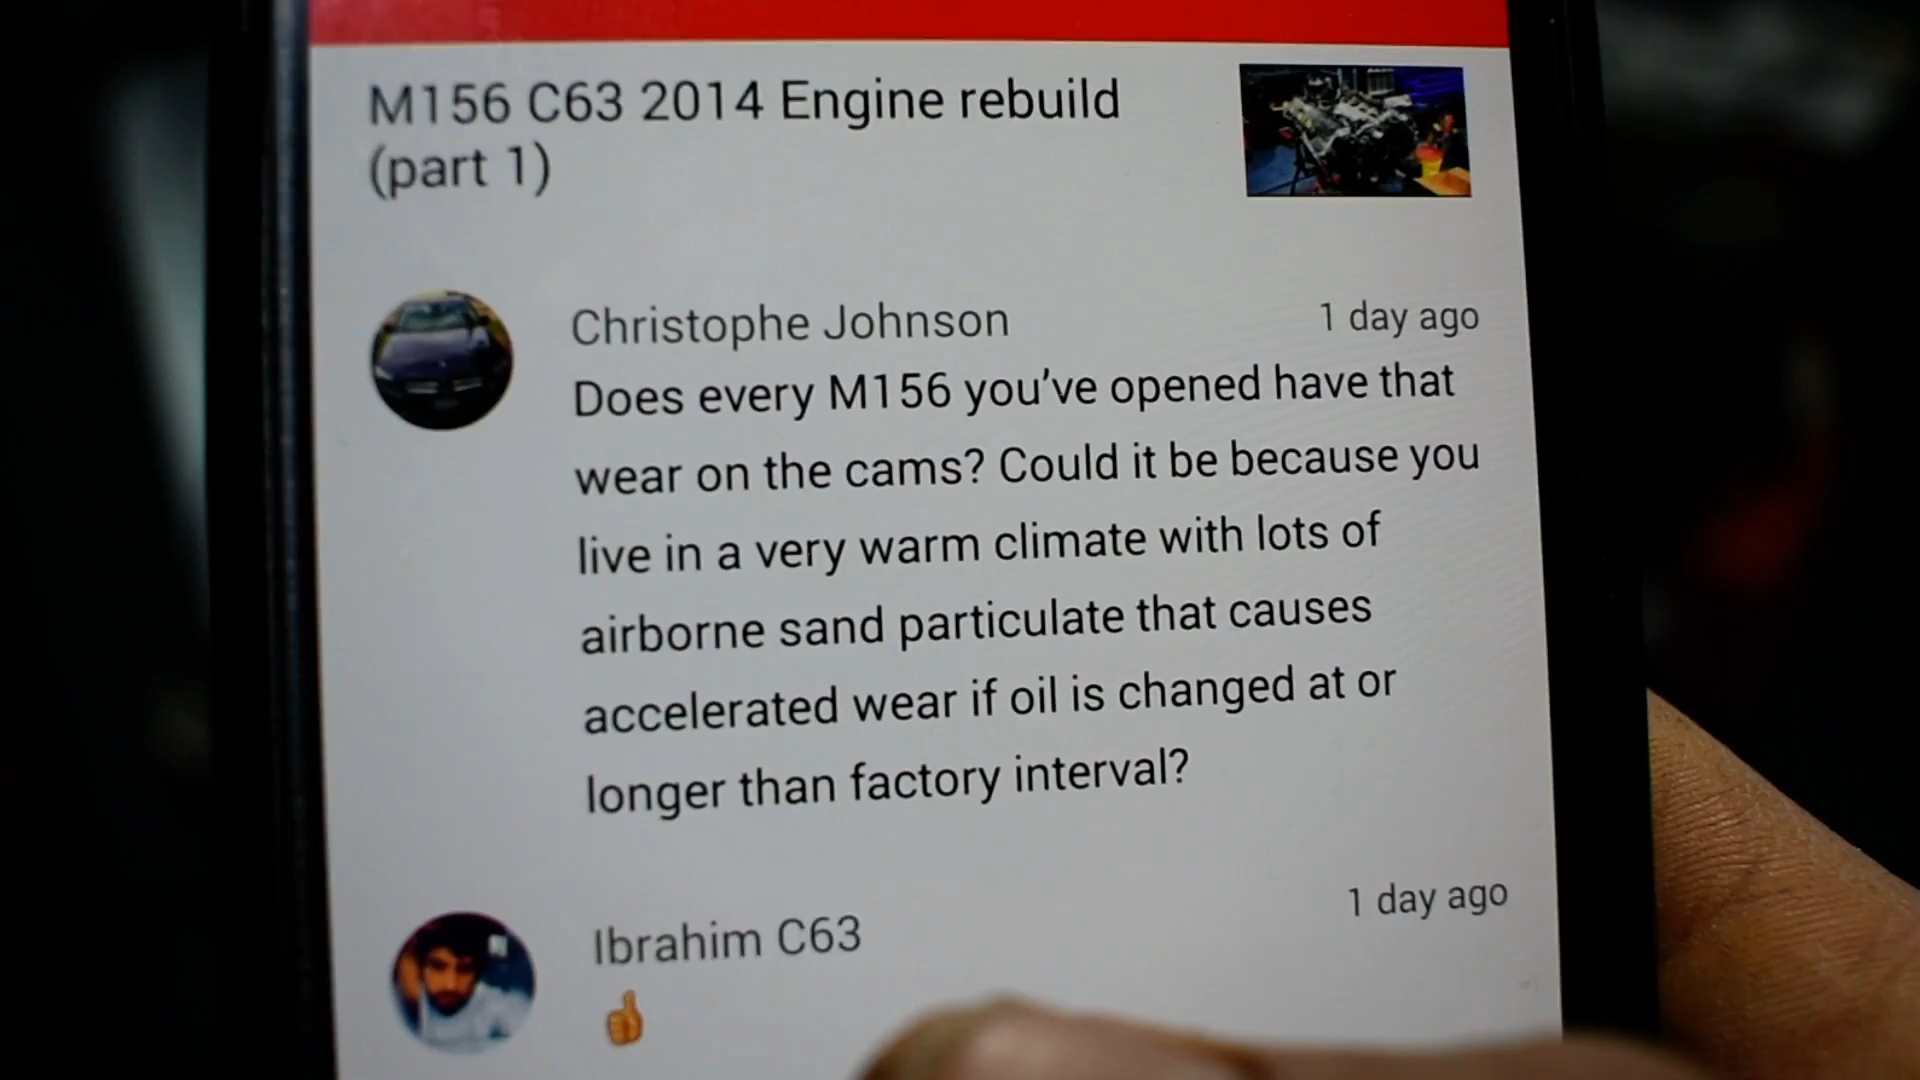 M156 C63 2014 Engine rebuild
(part 1)
Christophe Johnson
1 day ago
Does every M156 you've opened have that
wear on the cams? Could it be because you
live in a very warm climate with lots of
airborne sand particulate that causes
accelerated wear if oil is changed at or
longer than factory interval?
Ibrahim C63
1 day ago
👍